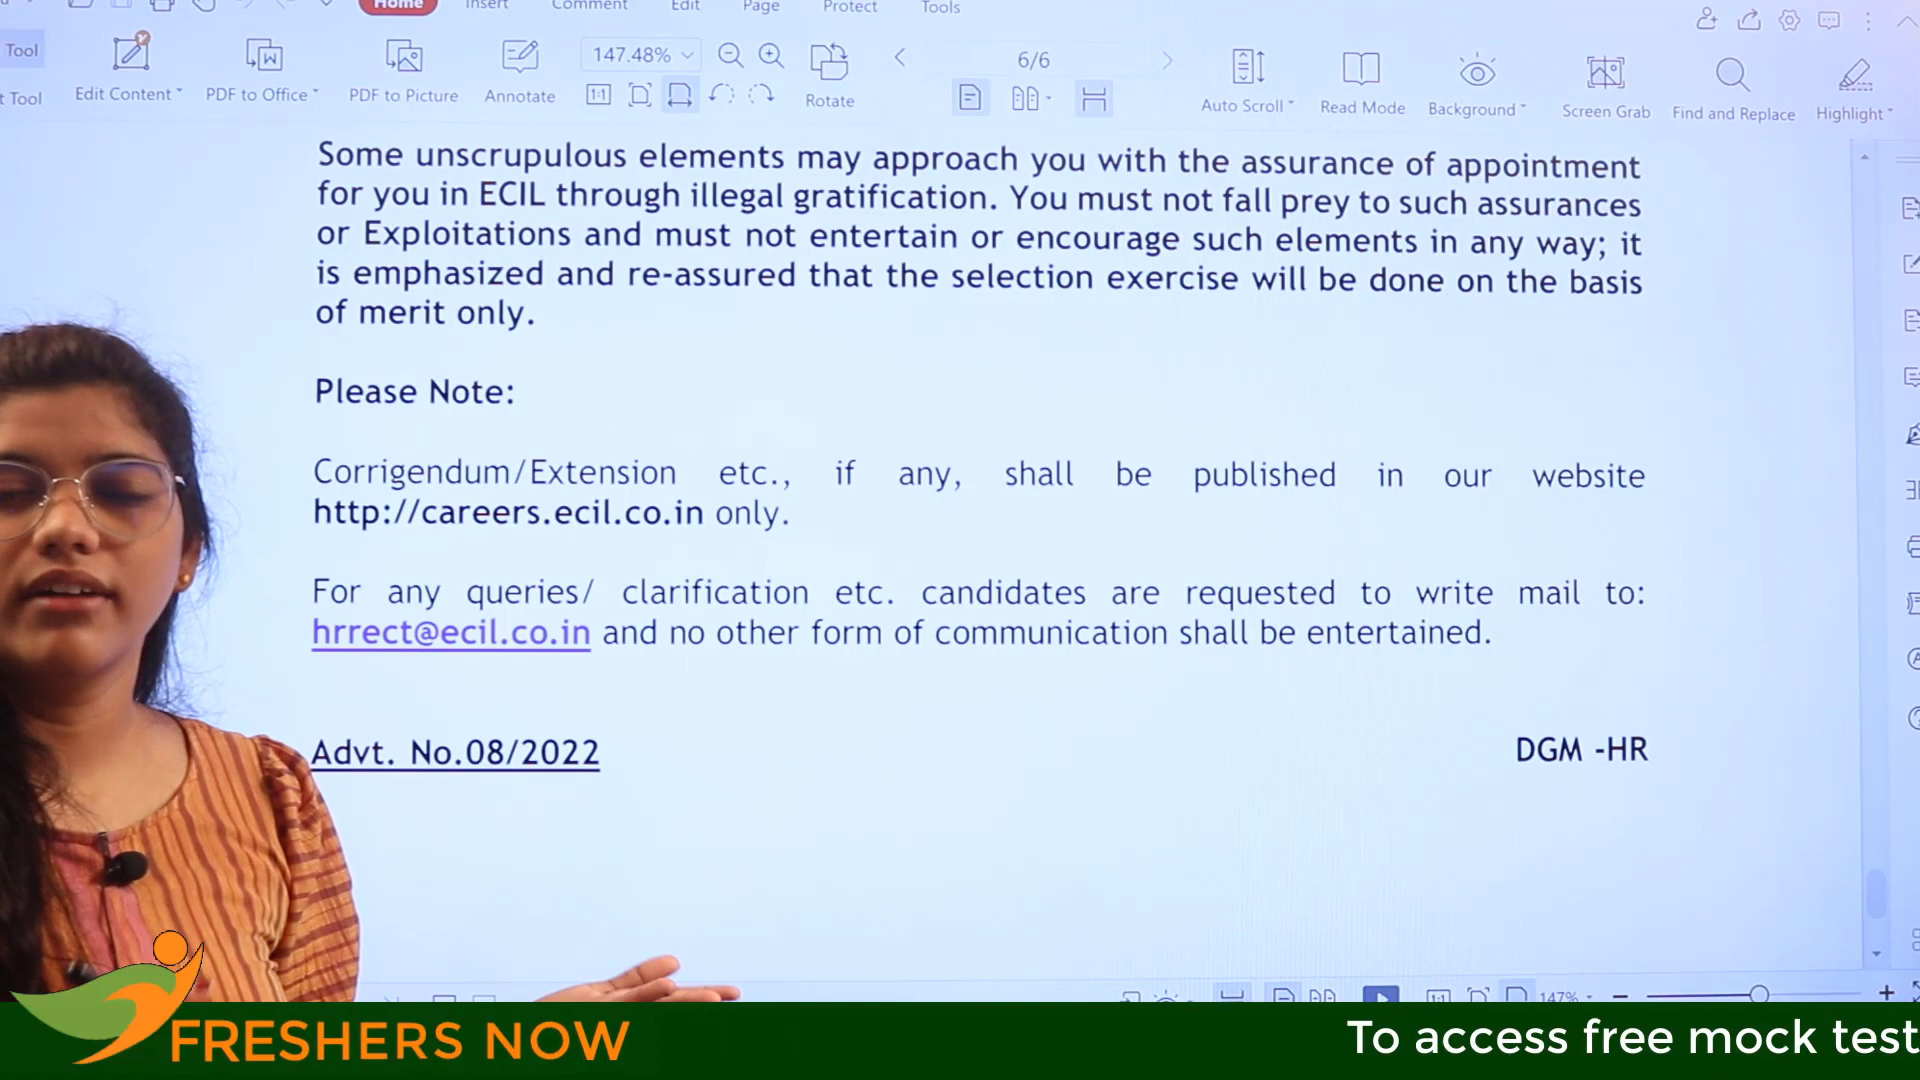 Home Insert Comment Edit Page Protect Tools
Tool
147.48%
6/6
t Tool
Edit Content
PDF to Office
PDF to Picture
Annotate
Rotate
Auto Scroll
Read Mode
Background
Screen Grab
Find and Replace
Highlight
Some unscrupulous elements may approach you with the assurance of appointment
for you in ECIL through illegal gratification. You must not fall prey to such assurances
or Exploitations and must not entertain or encourage such elements in any way; it
is emphasized and re-assured that the selection exercise will be done on the basis
of merit only.
Please Note:
Corrigendum/Extension etc., if any, shall be published in our website
http://careers.ecil.co.in only.
For any queries/ clarification etc. candidates are requested to write mail to:
hrrect@ecil.co.in and no other form of communication shall be entertained.
Advt. No.08/2022
DGM -HR
147%
FRESHERS NOW
To access free mock test